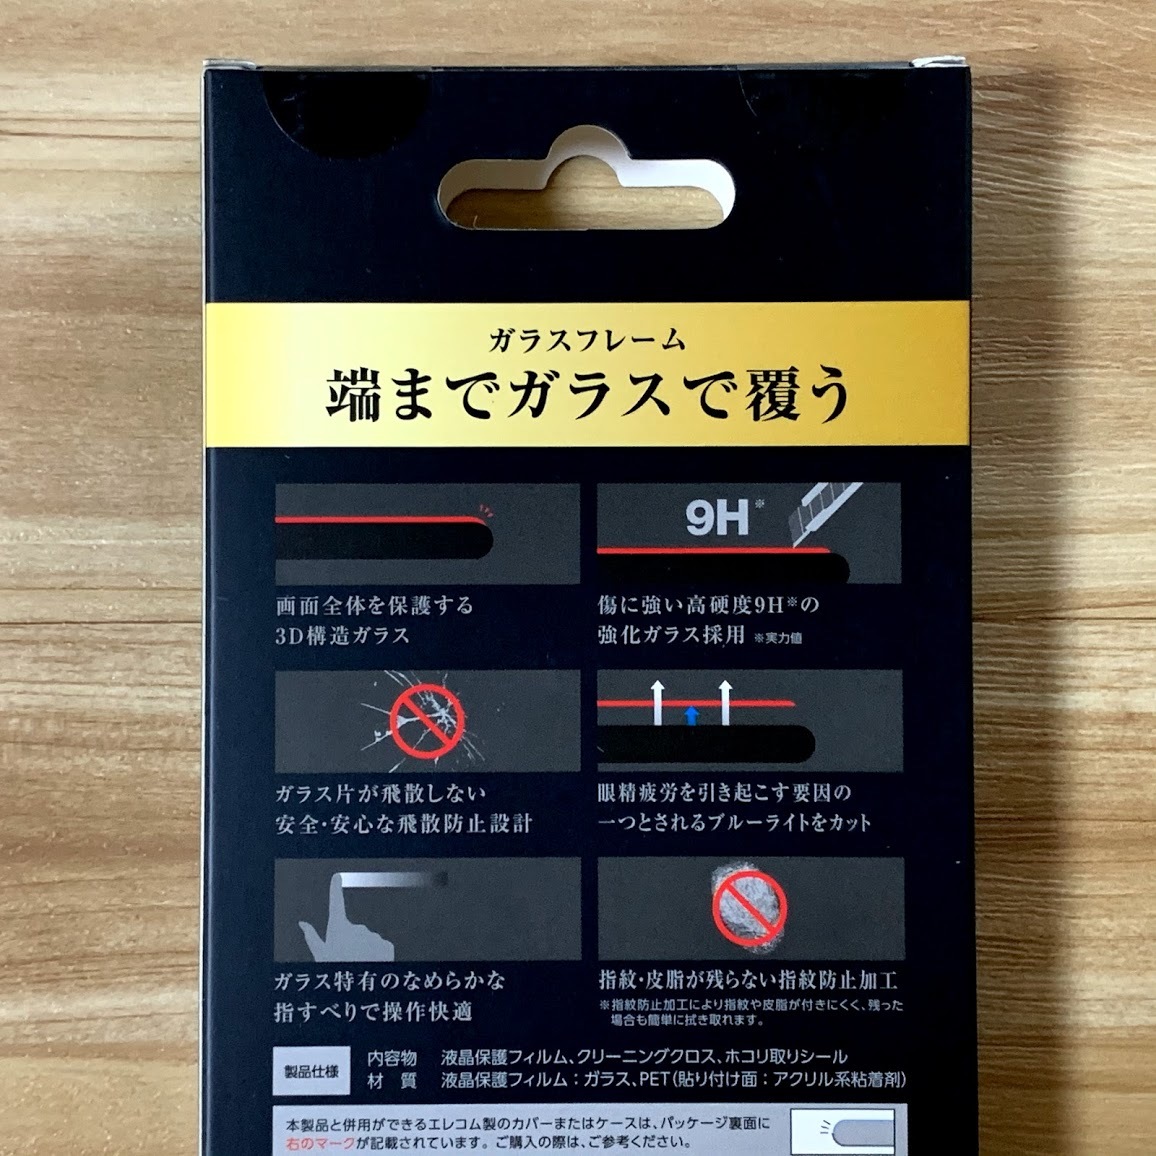 ガラスフレーム
端までガラスで覆う
9H※
画面全体を保護する
3D構造ガラス
傷に強い高硬度9H※の
強化ガラス採用 ※実力値
ガラス片が飛散しない
安全・安心な飛散防止設計
眼精疲労を引き起こす要因の
一つとされるブルーライトをカット
ガラス特有のなめらかな
指すべりで操作快適
指紋・皮脂が残らない指紋防止加工
※指紋防止加工により指紋や皮脂が付きにくく、残った
場合も簡単に拭き取れます。
製品仕様
内容物 液晶保護フィルム、クリーニングクロス、ホコリ取りシール
材 質 液晶保護フィルム：ガラス、PET（貼り付け面：アクリル系粘着剤）
本製品と併用ができるエレコム製のカバーまたはケースは、パッケージ裏面に
右のマークが記載されています。ご購入の際は、ご参考ください。